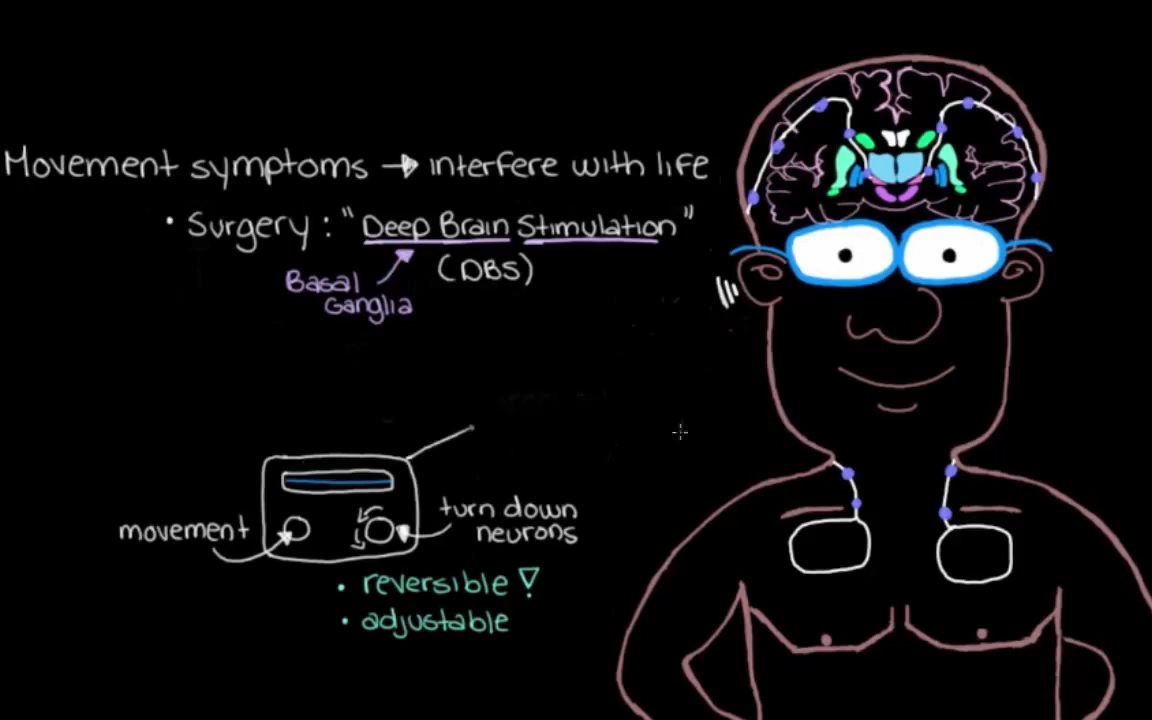 Movement symptoms → interfere with life
• Surgery : "Deep Brain Stimulation"
(DBS)
Basal
Ganglia
movement
turn down
neurons
• reversible!
• adjustable